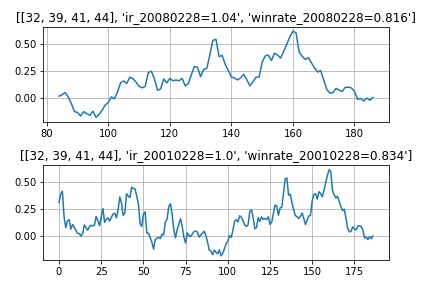 [[32, 39, 41, 44], 'ir_20080228=1.04', 'winrate_20080228=0.816']
0.50
0.25
0.00
80 100 120 140 160 180
[[32, 39, 41, 44], 'ir_20010228=1.0', 'winrate_20010228=0.834']
0.50
0.25
0.00
0 25 50 75 100 125 150 175